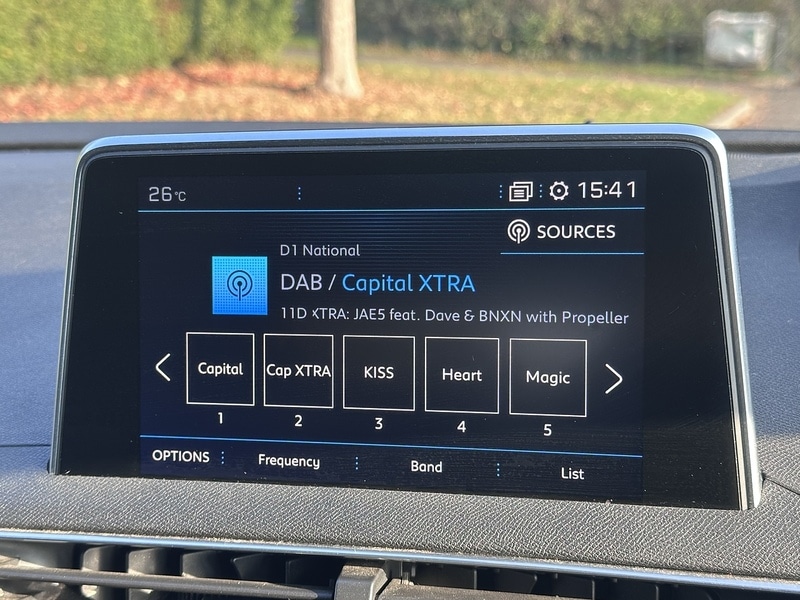 26°C 15:41
SOURCES
D1 National
DAB / Capital XTRA
11D XTRA: JAE5 feat. Dave & BNXN with Propeller
Capital Cap XTRA KISS Heart Magic
1 2 3 4 5
OPTIONS Frequency Band List